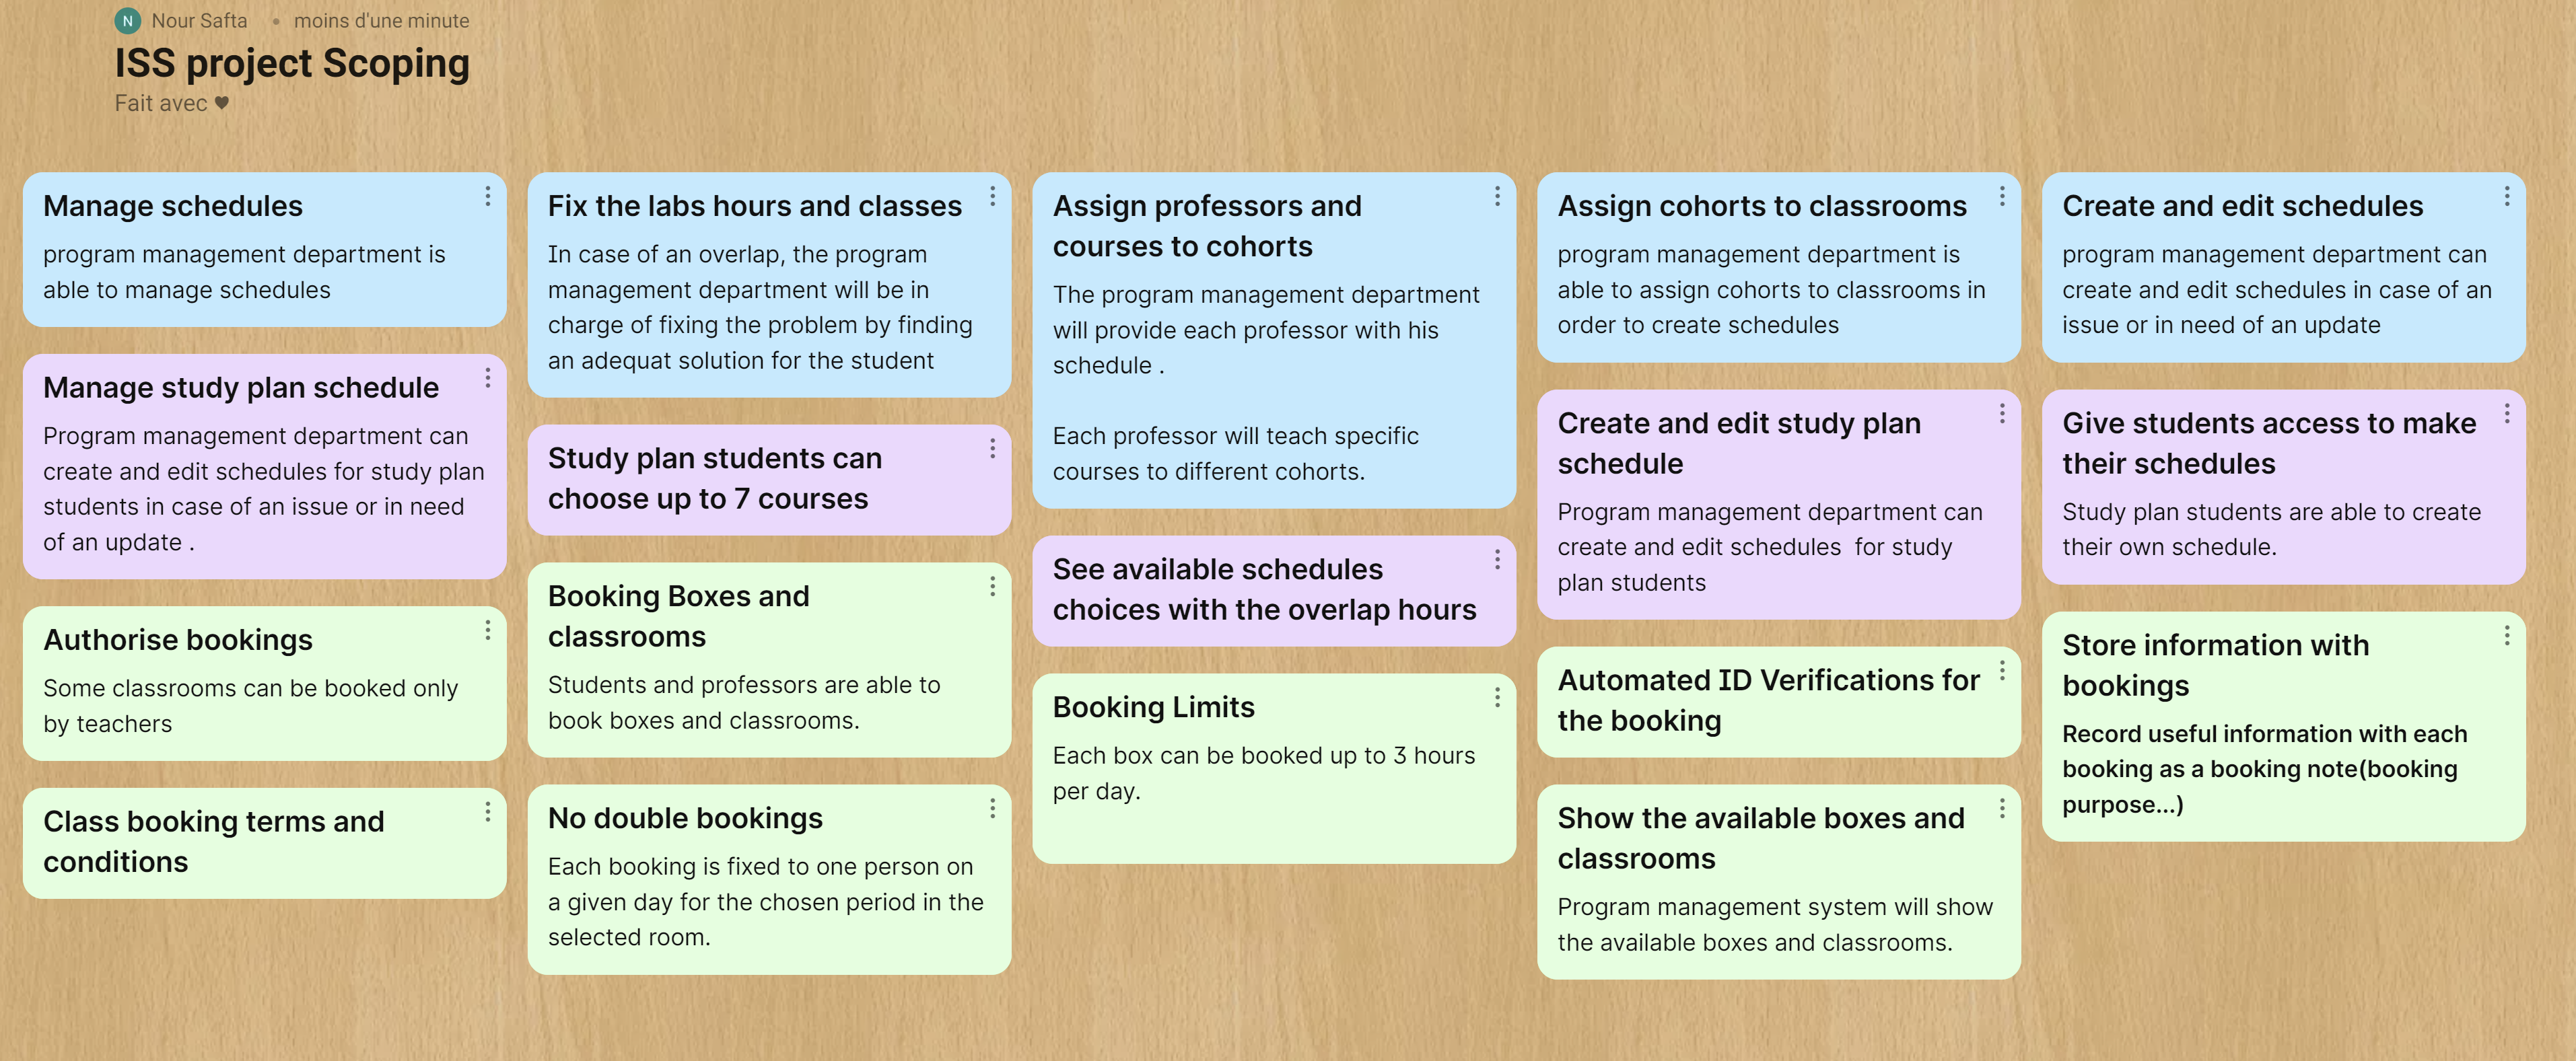 N Nour Safta • moins d'une minute
ISS project Scoping
Fait avec ♥
Manage schedules
program management department is
able to manage schedules
Manage study plan schedule
Program management department can
create and edit schedules for study plan
students in case of an issue or in need
of an update .
Authorise bookings
Some classrooms can be booked only
by teachers
Class booking terms and
conditions
Fix the labs hours and classes
In case of an overlap, the program
management department will be in
charge of fixing the problem by finding
an adequat solution for the student
Study plan students can
choose up to 7 courses
Booking Boxes and
classrooms
Students and professors are able to
book boxes and classrooms.
No double bookings
Each booking is fixed to one person on
a given day for the chosen period in the
selected room.
Assign professors and
courses to cohorts
The program management department
will provide each professor with his
schedule .
Each professor will teach specific
courses to different cohorts.
See available schedules
choices with the overlap hours
Booking Limits
Each box can be booked up to 3 hours
per day.
Assign cohorts to classrooms
program management department is
able to assign cohorts to classrooms in
order to create schedules
Create and edit study plan
schedule
Program management department can
create and edit schedules  for study
plan students
Automated ID Verifications for
the booking
Show the available boxes and
classrooms
Program management system will show
the available boxes and classrooms.
Create and edit schedules
program management department can
create and edit schedules in case of an
issue or in need of an update
Give students access to make
their schedules
Study plan students are able to create
their own schedule.
Store information with
bookings
Record useful information with each
booking as a booking note(booking
purpose...)